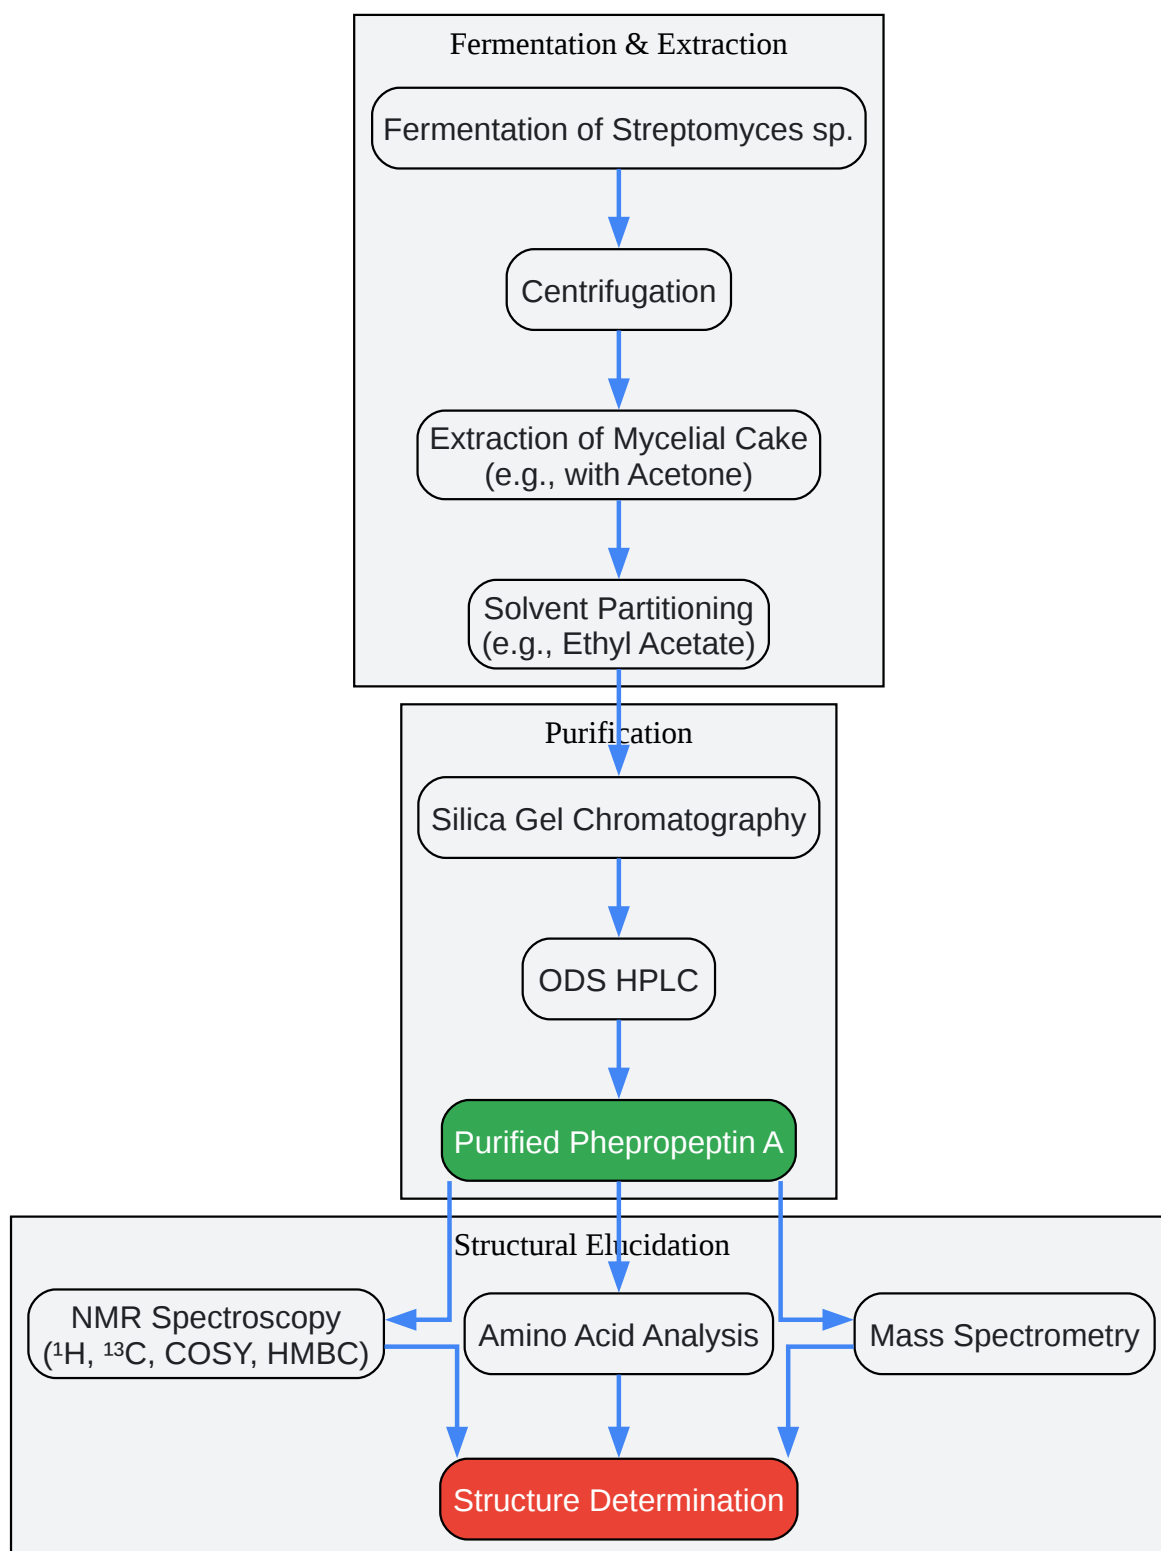 Fermentation & Extraction
Fermentation of Streptomyces sp.
Centrifugation
Extraction of Mycelial Cake
(e.g., with Acetone)
Solvent Partitioning
(e.g., Ethyl Acetate)
Purification
Silica Gel Chromatography
ODS HPLC
Purified Phepropeptin A
Structural Elucidation
NMR Spectroscopy
(¹H, ¹³C, COSY, HMBC)
Amino Acid Analysis
Mass Spectrometry
Structure Determination